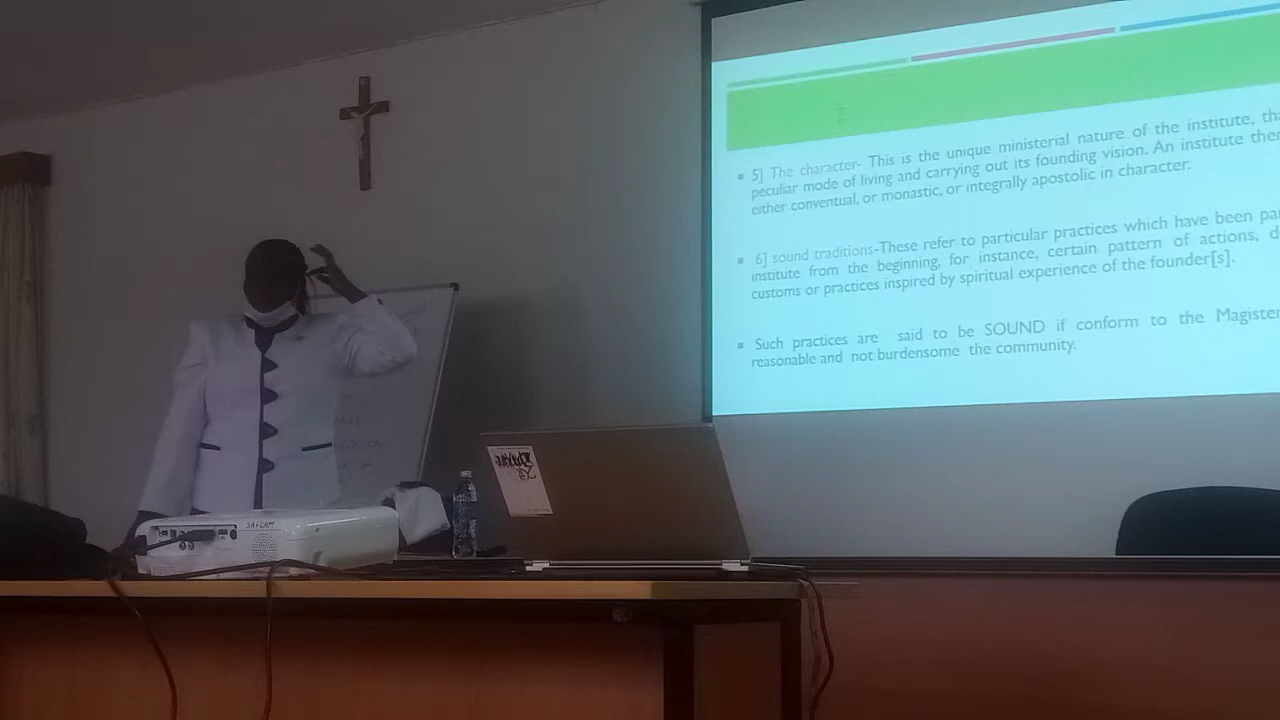 5] The character- This is the unique ministerial nature of the institute,
peculiar mode of living and carrying out its founding vision. An institute
either conventual, or monastic, or integrally apostolic in character.
6] sound traditions-These refer to particular practices which have been
institute from the beginning, for instance, certain pattern of actions,
customs or practices inspired by spiritual experience of the founder[s].
Such practices are said to be SOUND if conform to the
reasonable and not burdensome the community.
SAFCAM